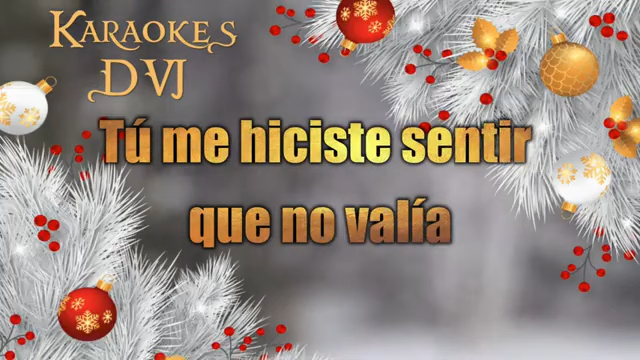 Karaokes
DVJ
Tú me hiciste sentir
que no valía